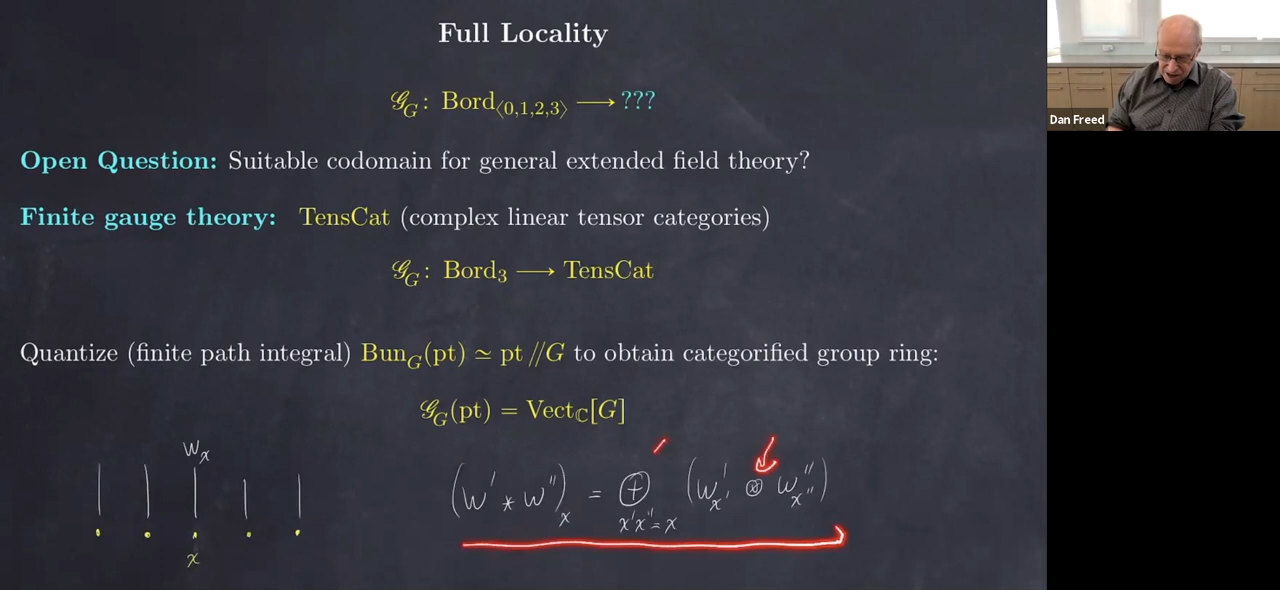 Full Locality
𝒢_G : Bord_⟨0,1,2,3⟩ ⟶ ???
Open Question: Suitable codomain for general extended field theory?
Finite gauge theory: TensCat (complex linear tensor categories)
𝒢_G : Bord_3 ⟶ TensCat
Quantize (finite path integral) Bun_G(pt) ≃ pt //G to obtain categorified group ring:
𝒢_G(pt) = Vect_ℂ[G]
W_x
x
(W' * W'')_x = ⊕_{x'x''=x} (W'_{x'} ⊗ W''_{x''})
Dan Freed